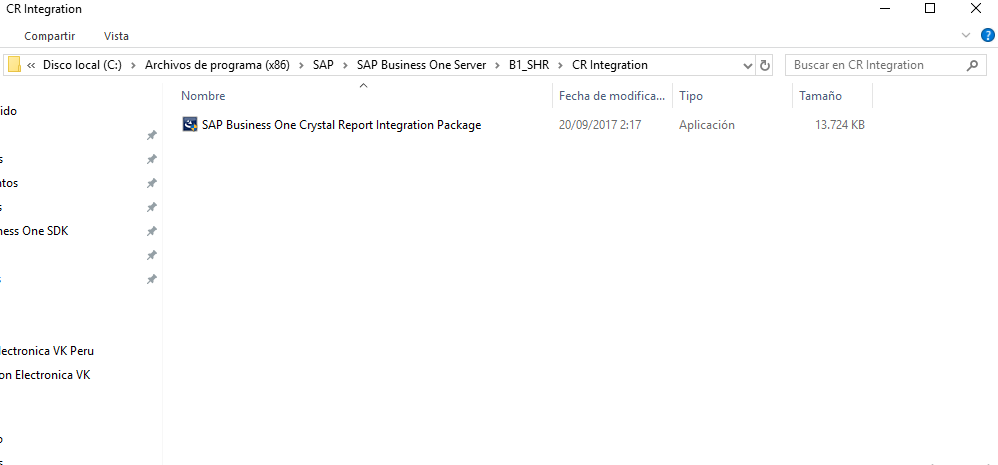 CR Integration
Compartir Vista
« Disco local (C:) > Archivos de programa (x86) > SAP > SAP Business One Server > B1_SHR > CR Integration
Buscar en CR Integration
Nombre Fecha de modifica... Tipo Tamaño
SAP Business One Crystal Report Integration Package 20/09/2017 2:17 Aplicación 13.724 KB
ido
s
ntos
s
ness One SDK
s
lectronica VK Peru
on Electronica VK
o